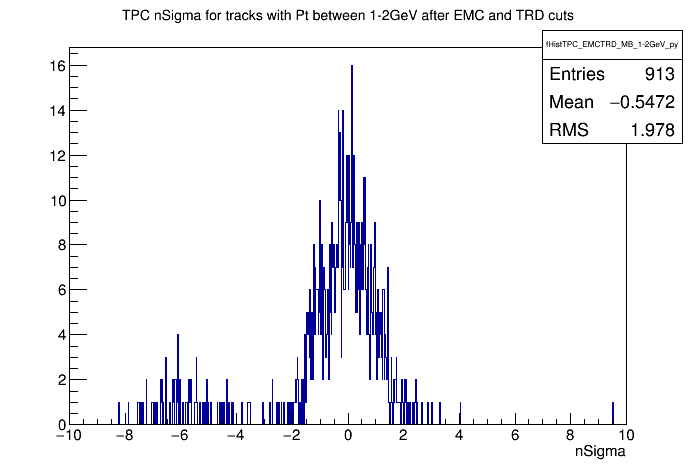 TPC nSigma for tracks with Pt between 1-2GeV after EMC and TRD cuts
fHistTPC_EMCTRD_MB_1-2GeV_py
Entries 913
Mean −0.5472
RMS 1.978
16
14
12
10
8
6
4
2
0
−10 −8 −6 −4 −2 0 2 4 6 8 10
nSigma